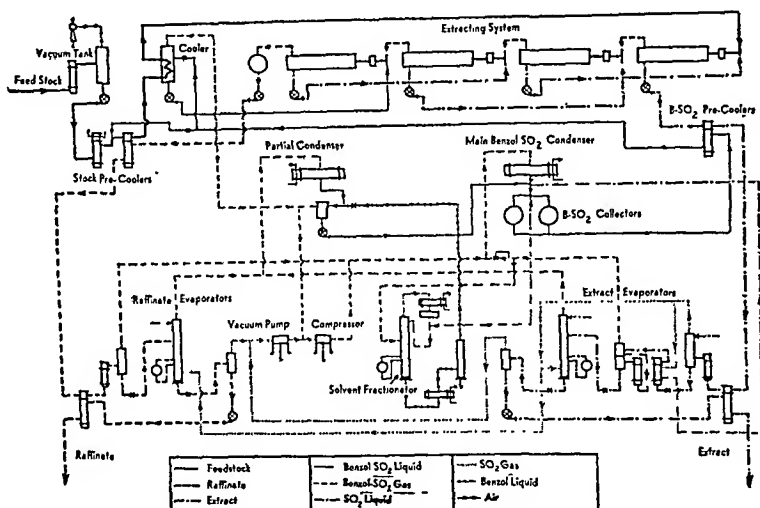 Extracting System
Vacuum Tank
Cooler
Feed Stock
B-SO2 Pre-Coolers
Partial Condenser
Main Benzol SO2 Condenser
Stock Pre-Coolers
B-SO2 Collectors
Raffinate Evaporators
Extract Evaporators
Vacuum Pump
Compressor
Solvent Fractionator
Raffinate
Extract
Feedstock
Raffinate
Extract
Benzol SO2 Liquid
Benzol-SO2 Gas
SO2 Liquid
SO2 Gas
Benzol Liquid
Air